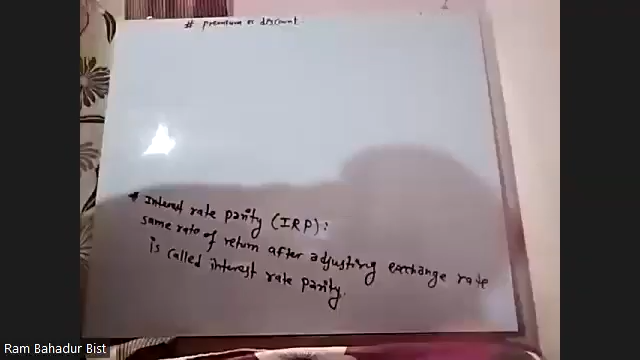 # premium or discount
* Interest rate parity (IRP):
same rate of return after adjusting exchange rate
is called interest rate parity.
Ram Bahadur Bist